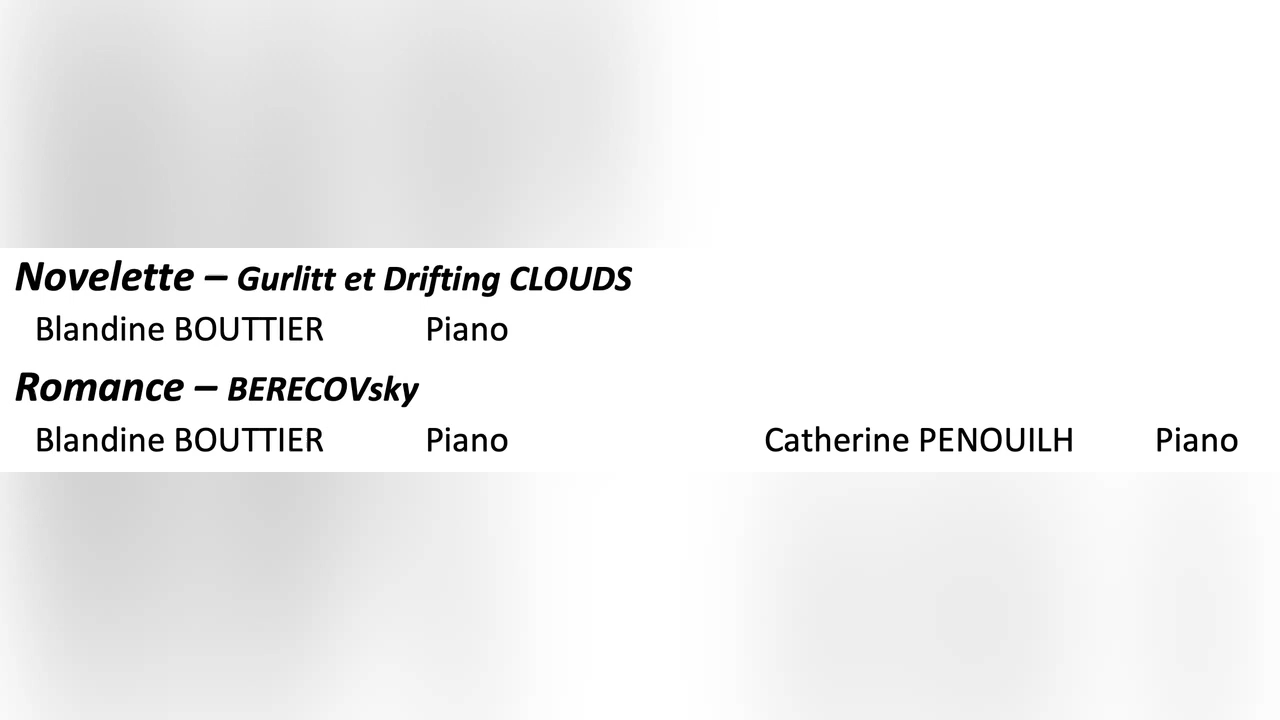 Novelette – Gurlitt et Drifting CLOUDS
Blandine BOUTTIER Piano
Romance – BERECOVsky
Blandine BOUTTIER Piano Catherine PENOUILH Piano